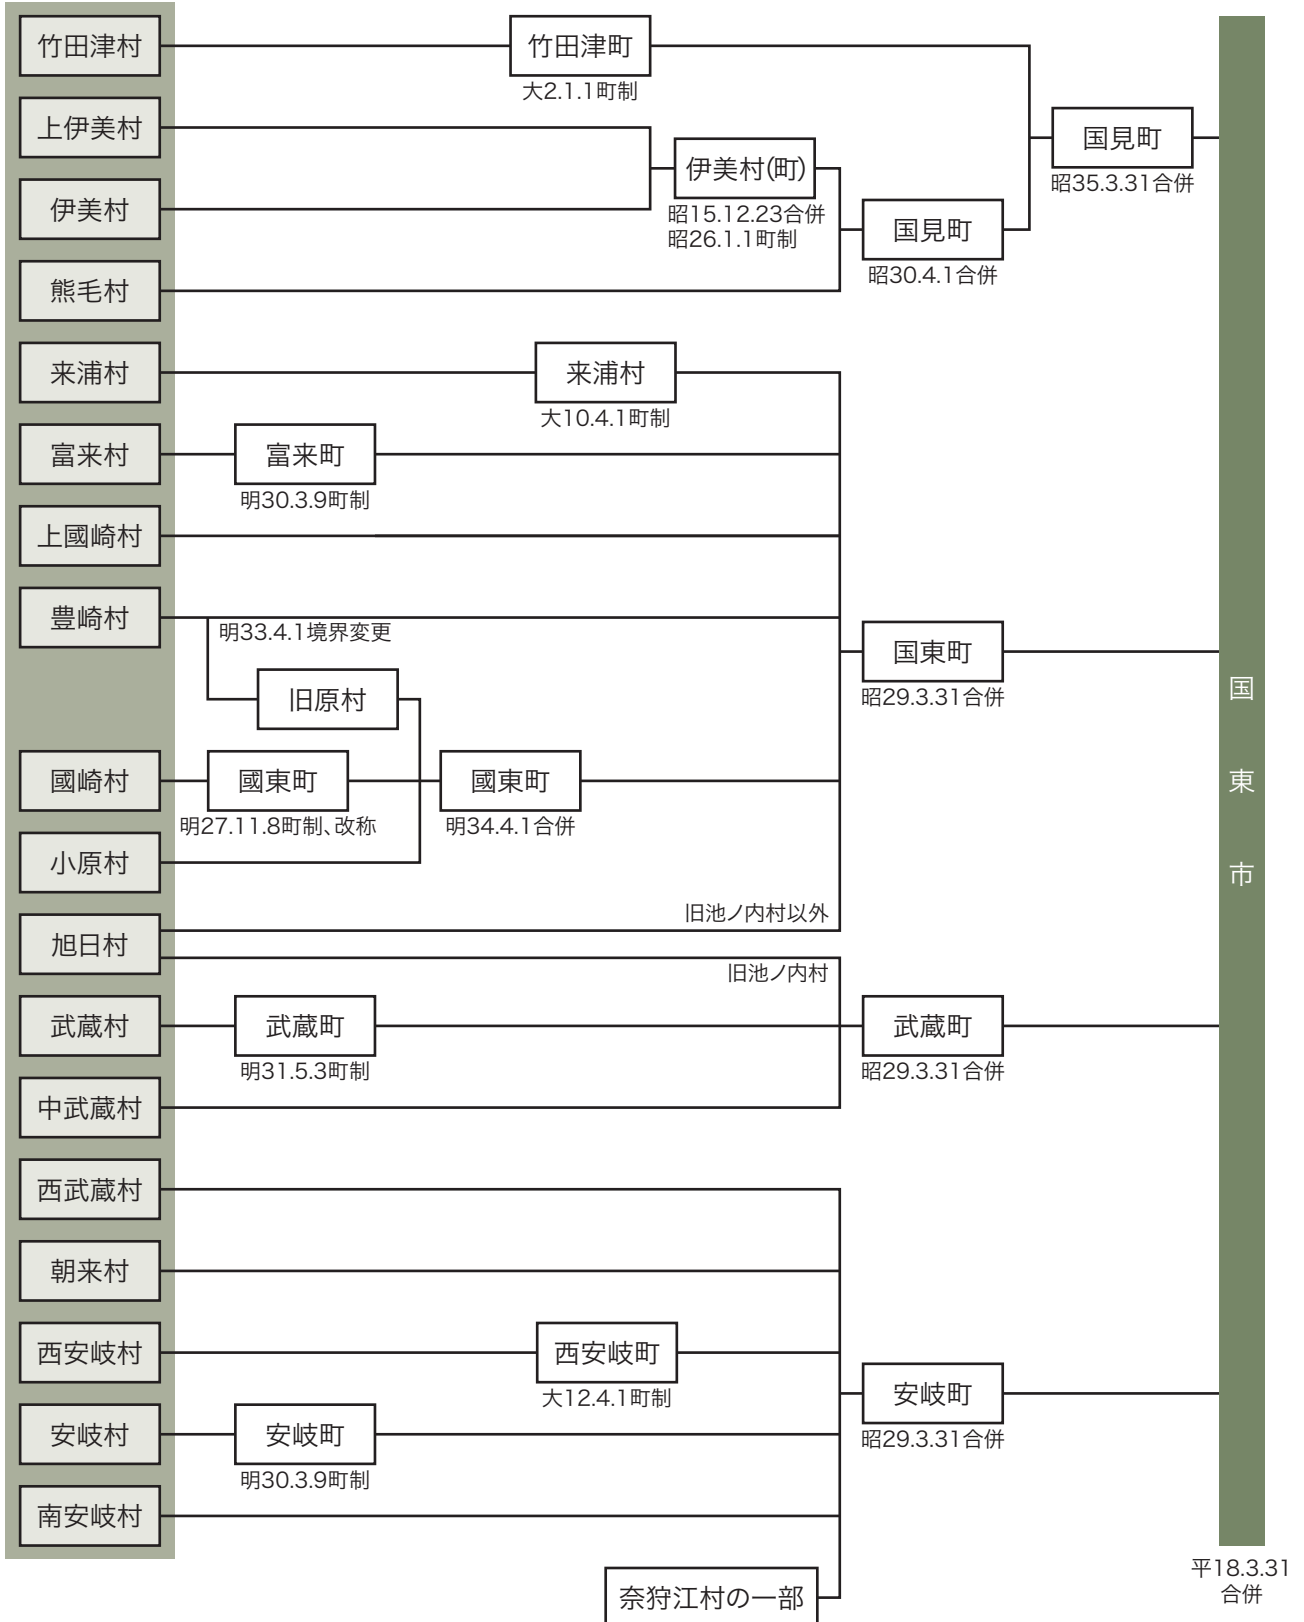 竹田津村
竹田津町
大2.1.1町制
上伊美村
伊美村(町)
昭15.12.23合併
昭26.1.1町制
国見町
昭35.3.31合併
伊美村
国見町
昭30.4.1合併
熊毛村
来浦村
来浦村
大10.4.1町制
富来村
富来町
明30.3.9町制
上國崎村
豊崎村
明33.4.1境界変更
旧原村
国東町
昭29.3.31合併
國崎村
國東町
明27.11.8町制、改称
國東町
明34.4.1合併
小原村
旭日村
旧池ノ内村以外
旧池ノ内村
武蔵村
武蔵町
明31.5.3町制
武蔵町
昭29.3.31合併
中武蔵村
西武蔵村
朝来村
西安岐村
西安岐町
大12.4.1町制
安岐町
昭29.3.31合併
安岐村
安岐町
明30.3.9町制
南安岐村
奈狩江村の一部
国東市
平18.3.31
合併